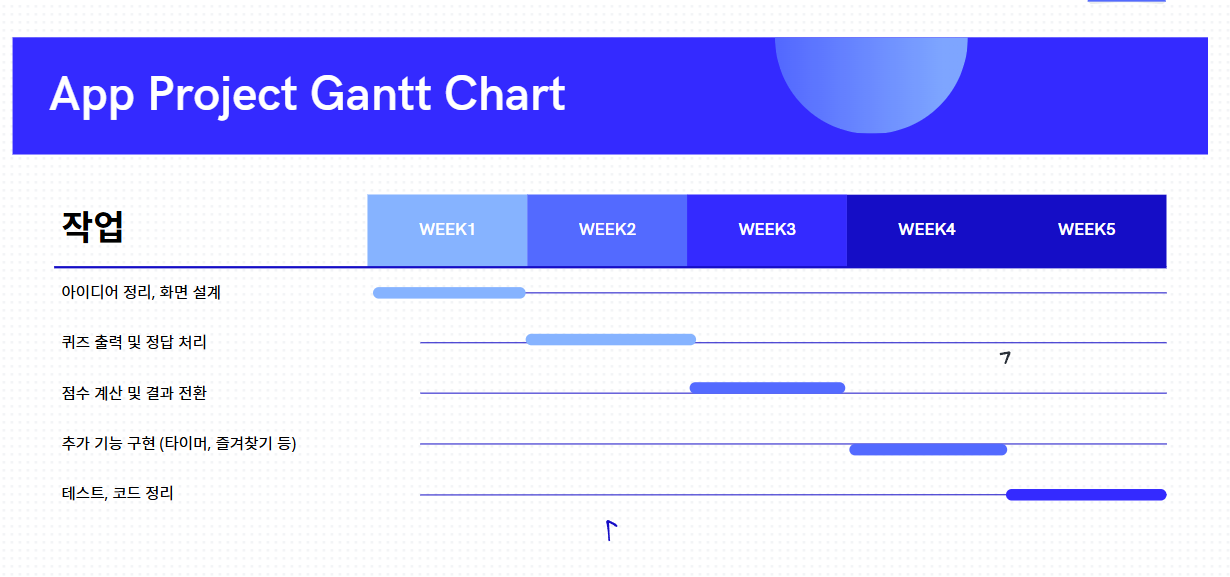 App Project Gantt Chart
작업 WEEK1 WEEK2 WEEK3 WEEK4 WEEK5
아이디어 정리, 화면 설계
퀴즈 출력 및 정답 처리
점수 계산 및 결과 전환
추가 기능 구현 (타이머, 즐겨찾기 등)
테스트, 코드 정리